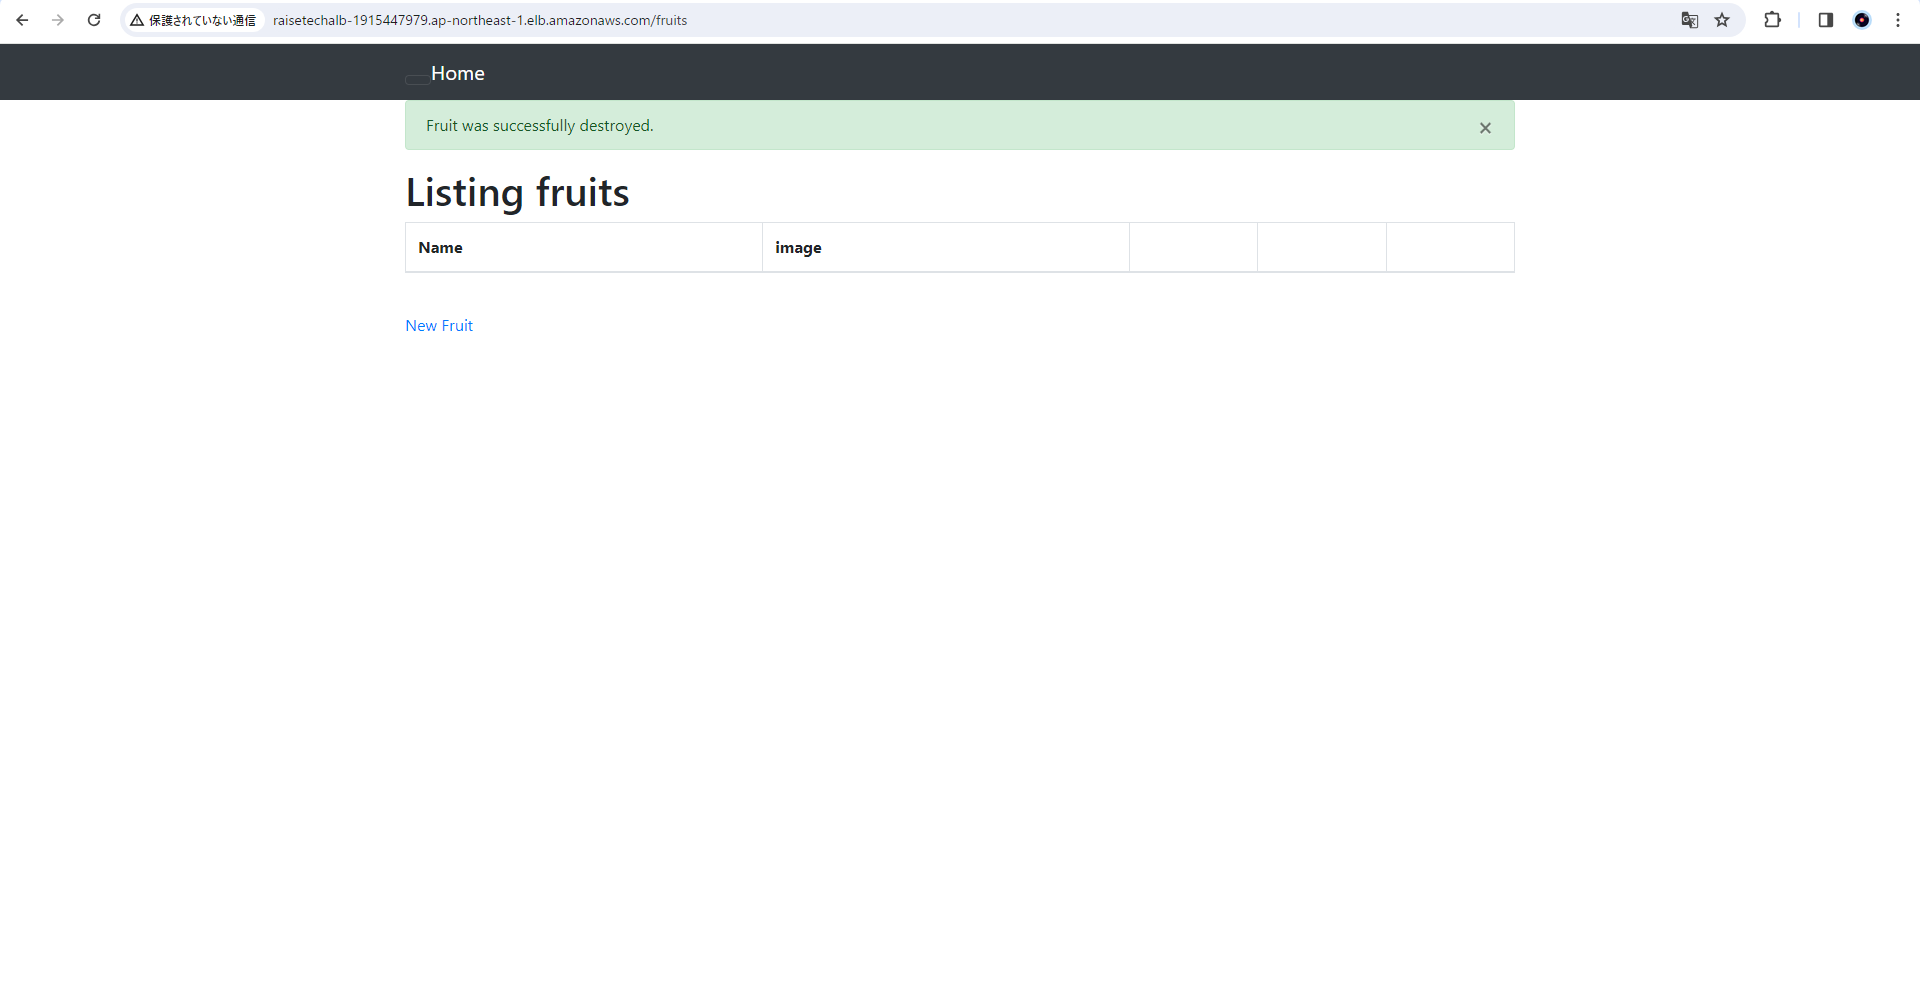 保護されていない通信 raisetechalb-1915447979.ap-northeast-1.elb.amazonaws.com/fruits
Home
Fruit was successfully destroyed. ×
Listing fruits
Name image
New Fruit